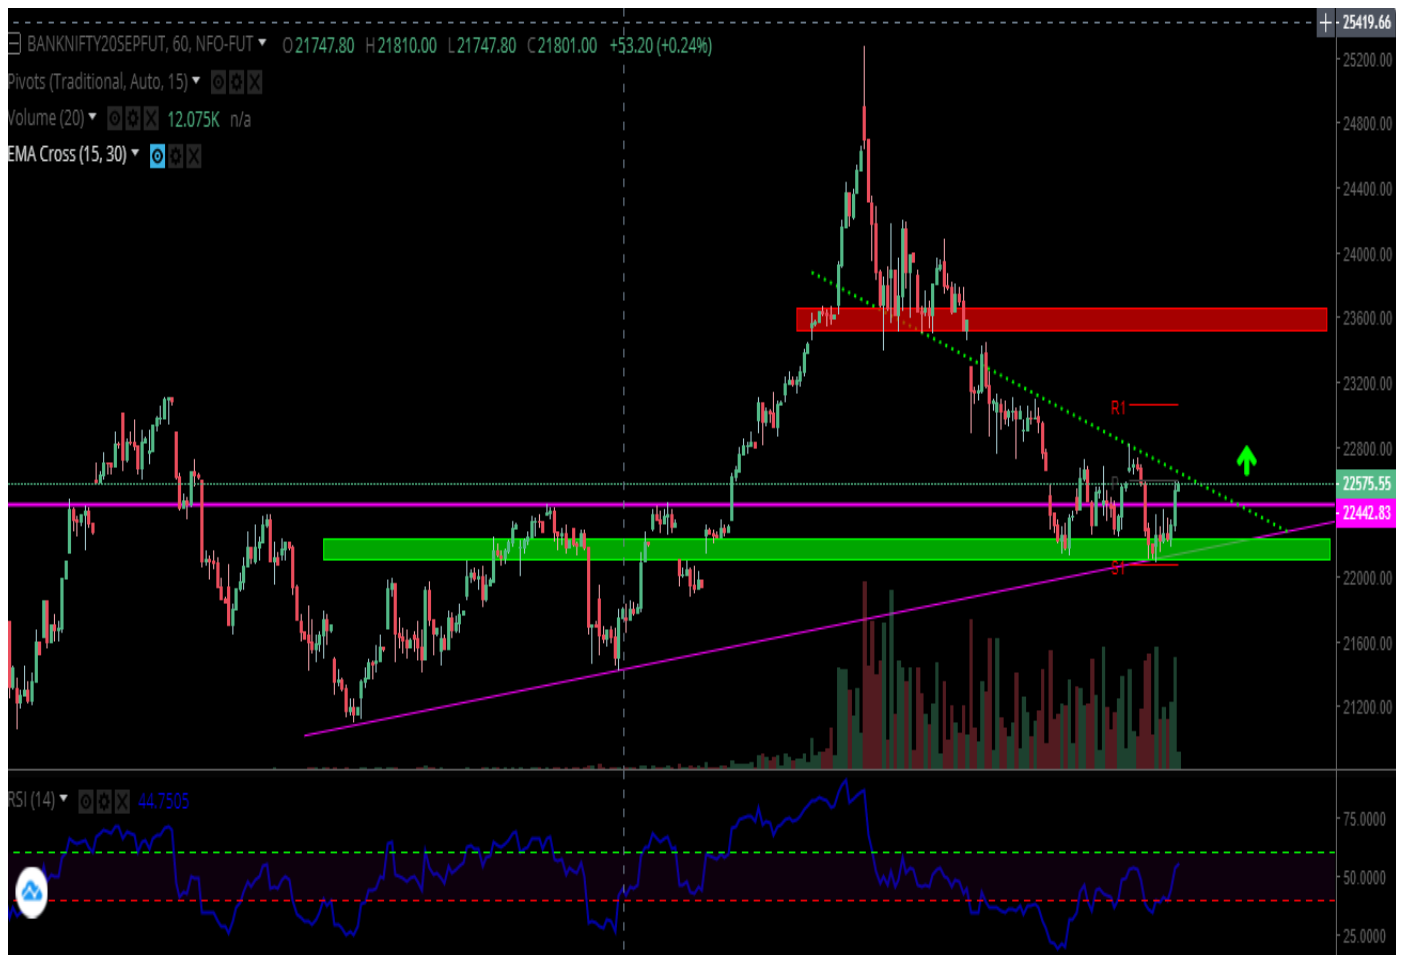 25419.66
BANKNIFTY20SEPFUT, 60, NFO-FUT O21747.80 H21810.00 L21747.80 C21801.00 +53.20 (+0.24%)
25200.00
Pivots (Traditional, Auto, 15)
Volume (20) 12.075K n/a
24800.00
EMA Cross (15, 30)
24400.00
24000.00
23600.00
23200.00
R1
22800.00
P
22575.55
22442.83
S1
22000.00
21600.00
21200.00
RSI (14) 44.7505
75.0000
50.0000
25.0000